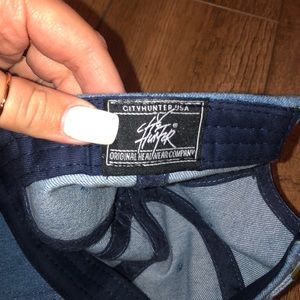 CITYHUNTER USA
City
HUNTER®
ORIGINAL HEADWEAR COMPANY